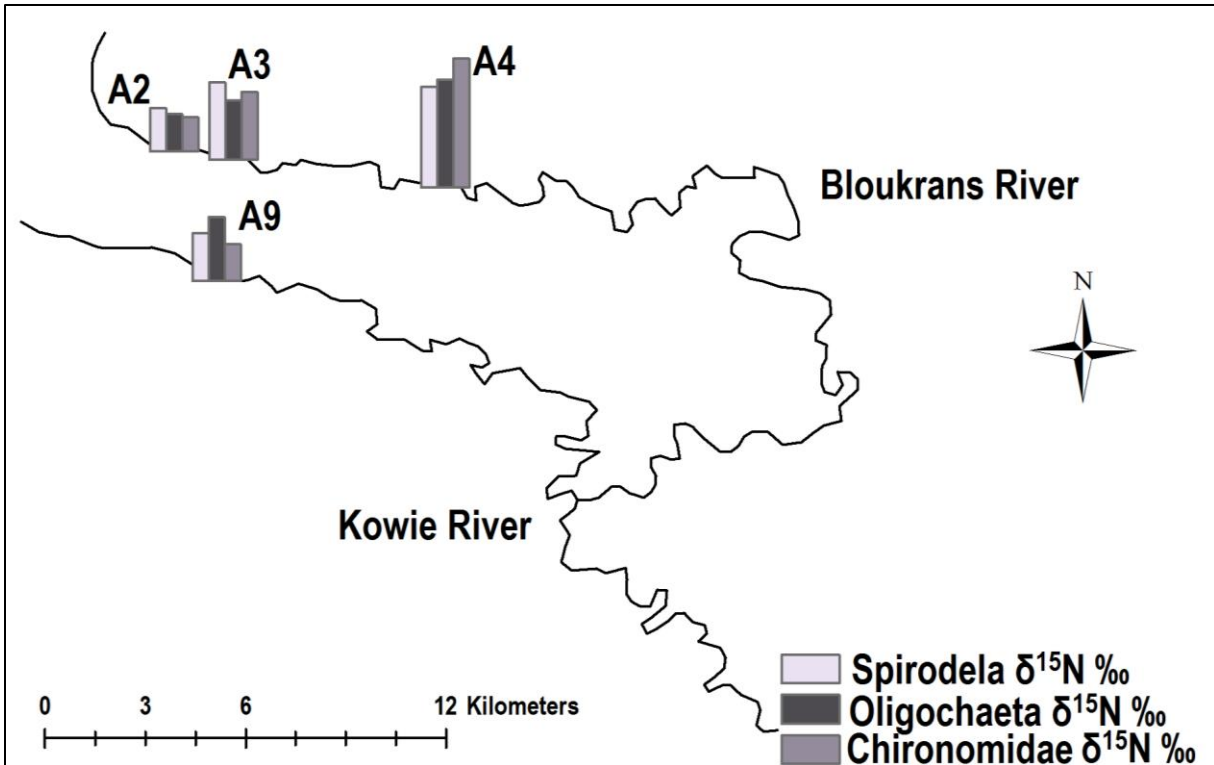 A2
A3
A4
Bloukrans River
A9
N
Kowie River
0 3 6 12 Kilometers
Spirodela δ¹⁵N ‰
Oligochaeta δ¹⁵N ‰
Chironomidae δ¹⁵N ‰